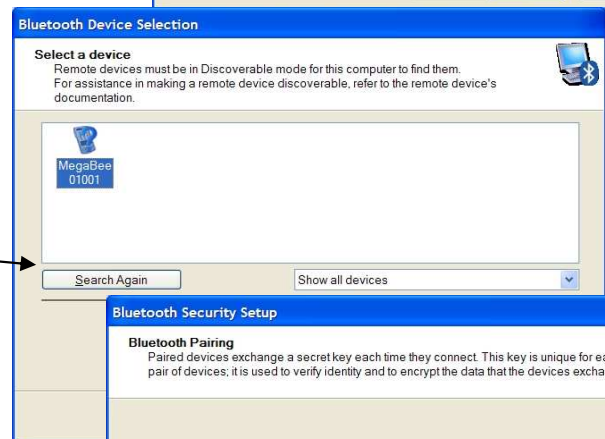 Bluetooth Device Selection
Select a device
Remote devices must be in Discoverable mode for this computer to find them.
For assistance in making a remote device discoverable, refer to the remote device's
documentation.
MegaBee
01001
Search Again
Show all devices
Bluetooth Security Setup
Bluetooth Pairing
Paired devices exchange a secret key each time they connect. This key is unique for
pair of devices; it is used to verify identity and to encrypt the data that the devices